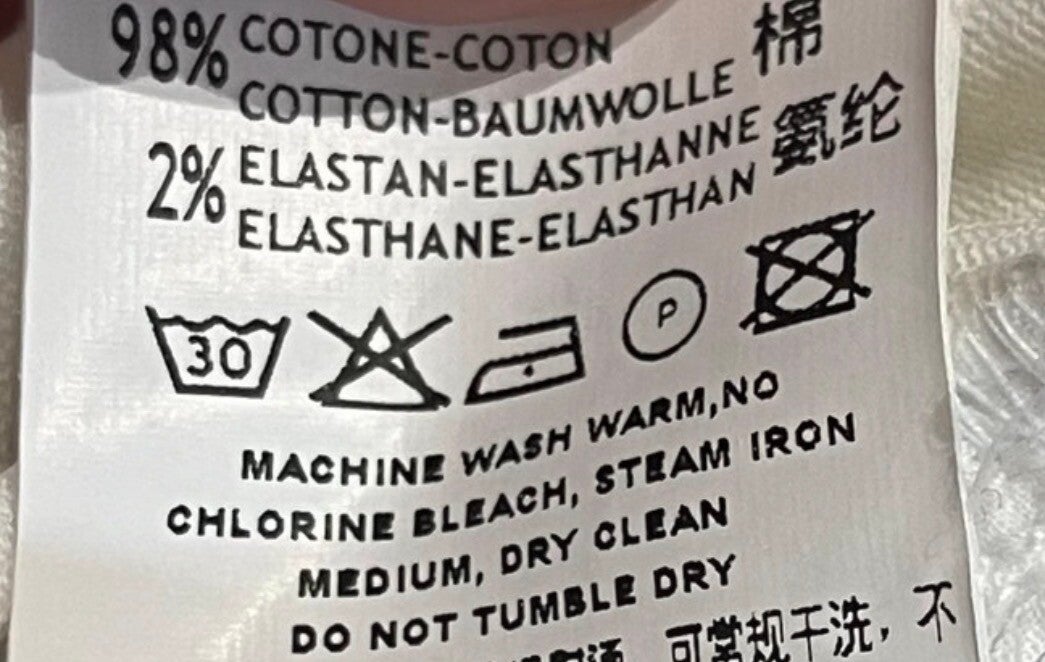 98% COTONE-COTON 棉
COTTON-BAUMWOLLE
2% ELASTAN-ELASTHANNE 氨纶
ELASTHANE-ELASTHAN
30 P
MACHINE WASH WARM,NO
CHLORINE BLEACH, STEAM IRON
MEDIUM, DRY CLEAN
DO NOT TUMBLE DRY
可常规干洗，不